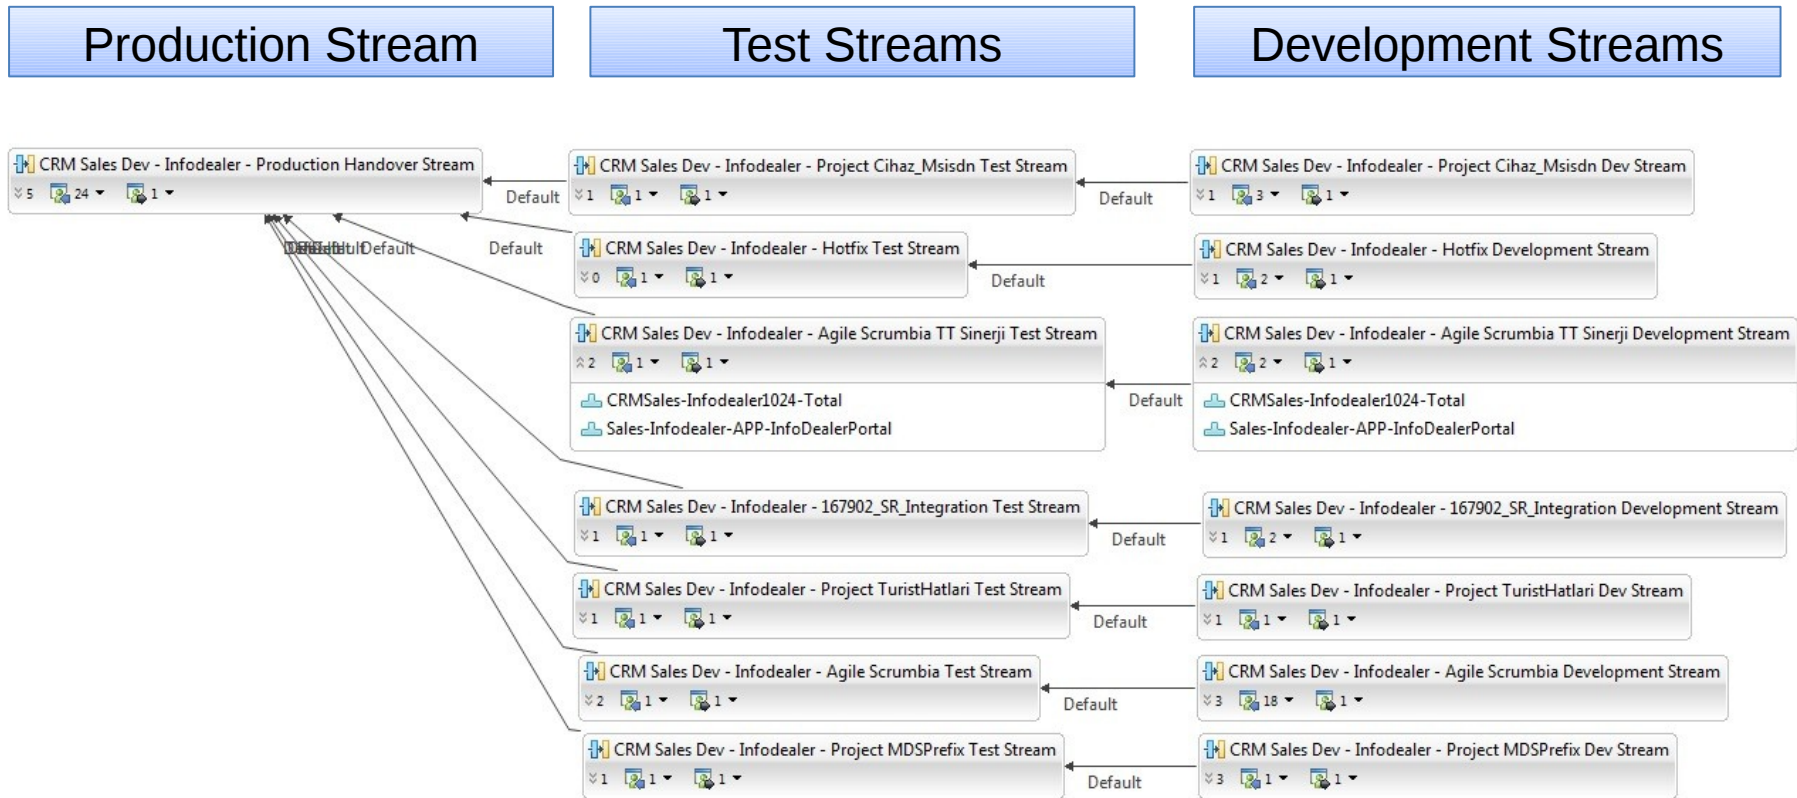 Production Stream
Test Streams
Development Streams
CRM Sales Dev - Infodealer - Production Handover Stream
5 24 1
Default
CRM Sales Dev - Infodealer - Project Cihaz_Msisdn Test Stream
1 1 1
Default
CRM Sales Dev - Infodealer - Project Cihaz_Msisdn Dev Stream
1 3 1
Default
Default
CRM Sales Dev - Infodealer - Hotfix Test Stream
0 1 1
Default
CRM Sales Dev - Infodealer - Hotfix Development Stream
1 2 1
CRM Sales Dev - Infodealer - Agile Scrumbia TT Sinerji Test Stream
2 1 1
CRMSales-Infodealer1024-Total
Sales-Infodealer-APP-InfoDealerPortal
Default
CRM Sales Dev - Infodealer - Agile Scrumbia TT Sinerji Development Stream
2 2 1
CRMSales-Infodealer1024-Total
Sales-Infodealer-APP-InfoDealerPortal
CRM Sales Dev - Infodealer - 167902_SR_Integration Test Stream
1 1 1
Default
CRM Sales Dev - Infodealer - 167902_SR_Integration Development Stream
1 2 1
CRM Sales Dev - Infodealer - Project TuristHatlari Test Stream
1 1 1
Default
CRM Sales Dev - Infodealer - Project TuristHatlari Dev Stream
1 1 1
CRM Sales Dev - Infodealer - Agile Scrumbia Test Stream
2 1 1
Default
CRM Sales Dev - Infodealer - Agile Scrumbia Development Stream
3 18 1
CRM Sales Dev - Infodealer - Project MDSPrefix Test Stream
1 1 1
Default
CRM Sales Dev - Infodealer - Project MDSPrefix Dev Stream
3 1 1